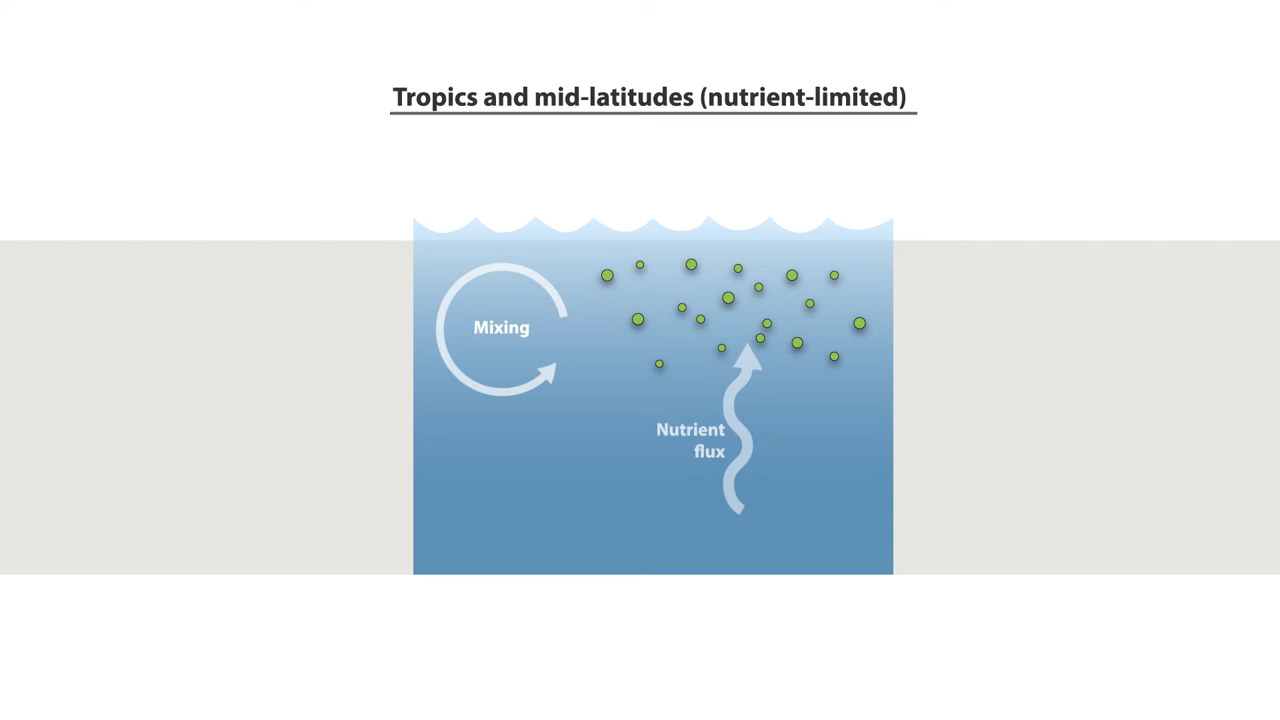 Tropics and mid-latitudes (nutrient-limited)
Mixing
Nutrient
flux